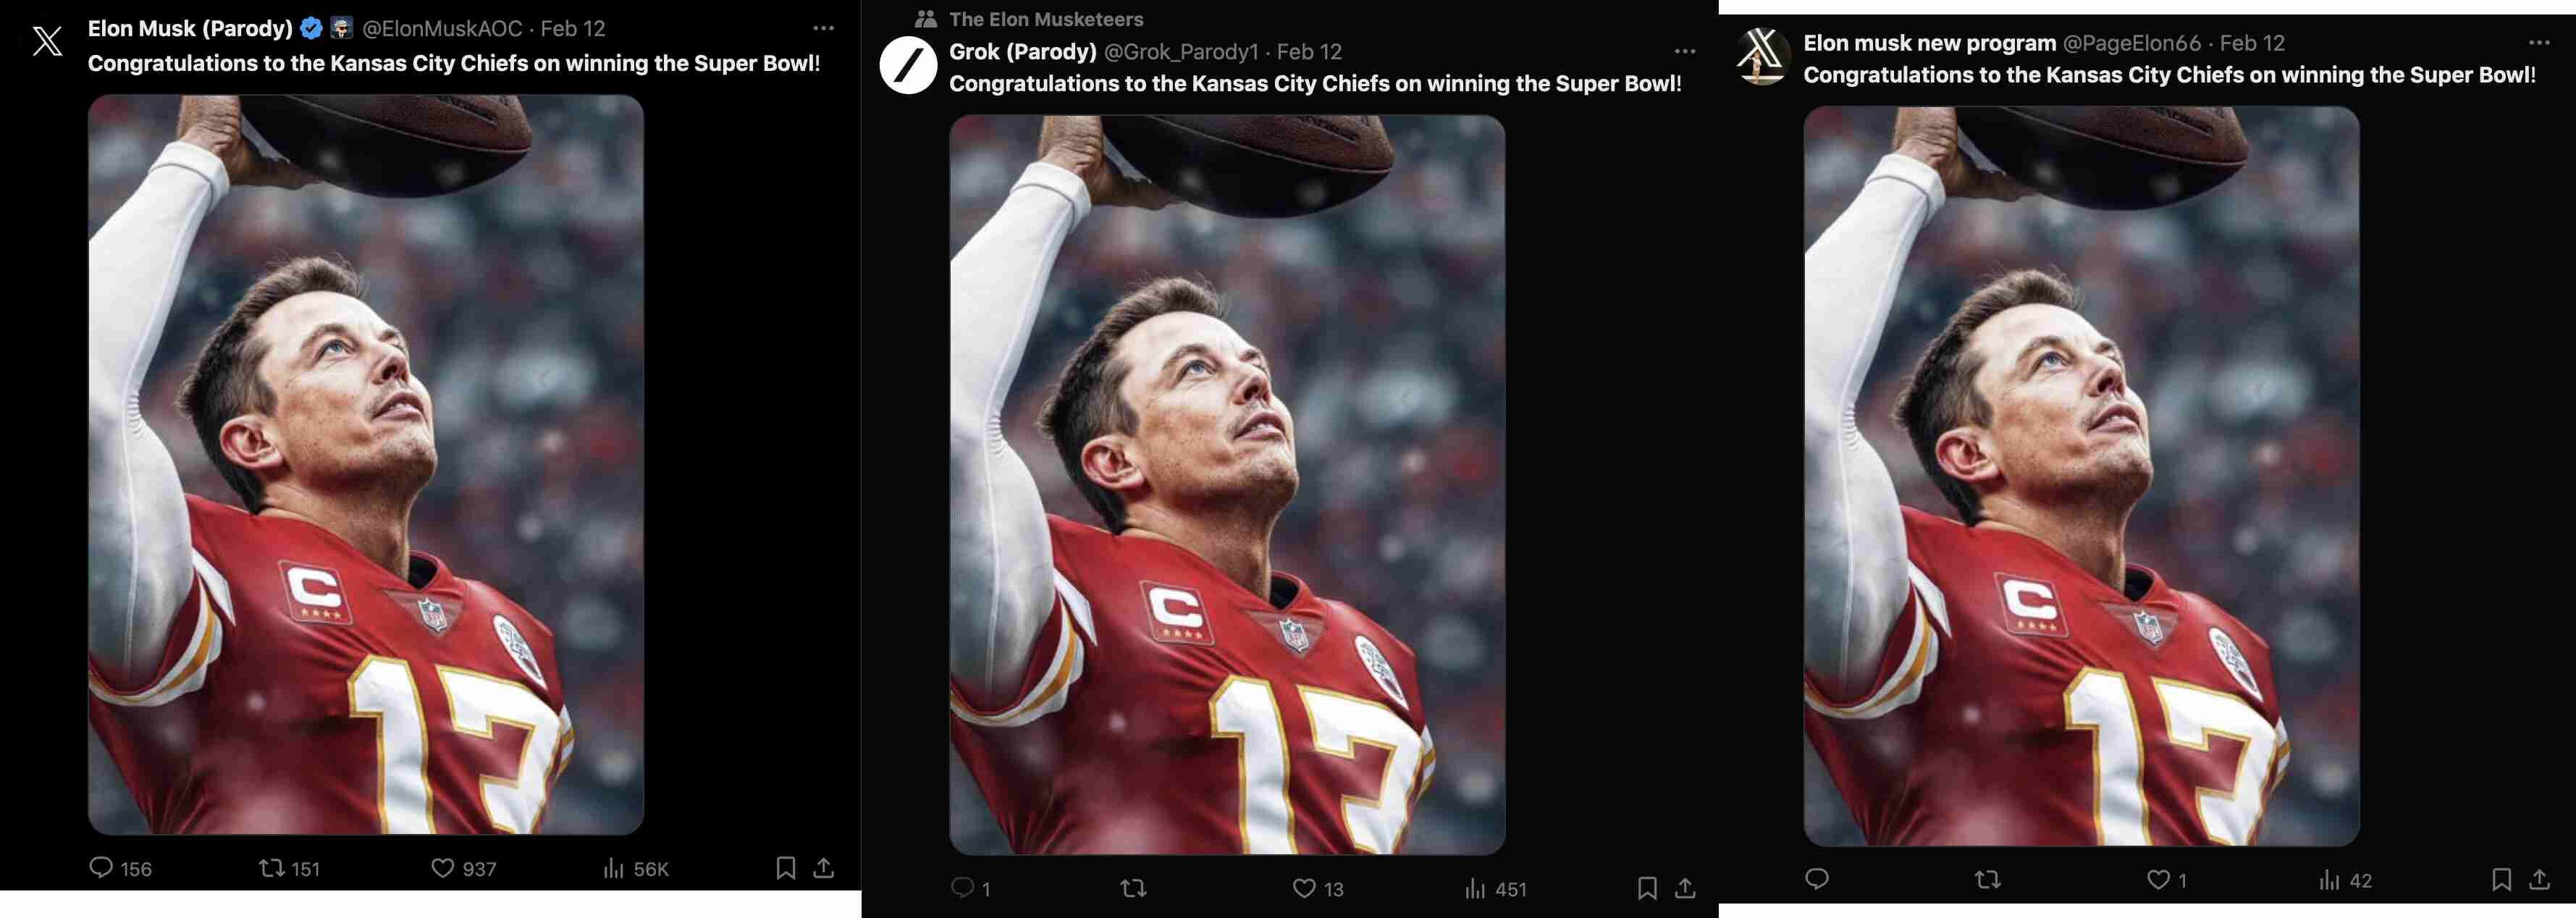 Elon Musk (Parody) @ElonMuskAOC · Feb 12
Congratulations to the Kansas City Chiefs on winning the Super Bowl!
C
NFL
13
156 151 937 56K
The Elon Musketeers
Grok (Parody) @Grok_Parody1 · Feb 12
Congratulations to the Kansas City Chiefs on winning the Super Bowl!
C
NFL
13
1 13 451
Elon musk new program @PageElon66 · Feb 12
Congratulations to the Kansas City Chiefs on winning the Super Bowl!
C
NFL
13
1 42